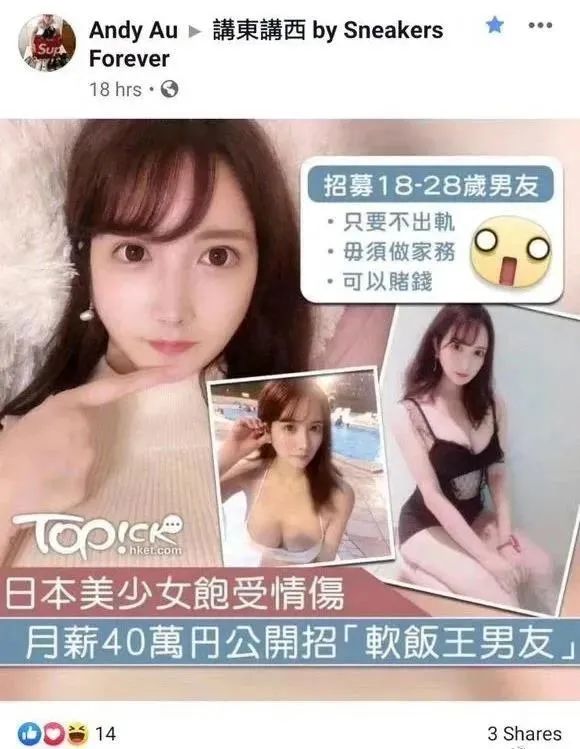 Andy Au ▸ 講東講西 by Sneakers
Forever
18 hrs •
招募18-28歲男友
・只要不出軌
・毋須做家務
・可以賭錢
Sup
TOPick
hket.com
日本美少女飽受情傷
月薪40萬円公開招「軟飯王男友」
14
3 Shares